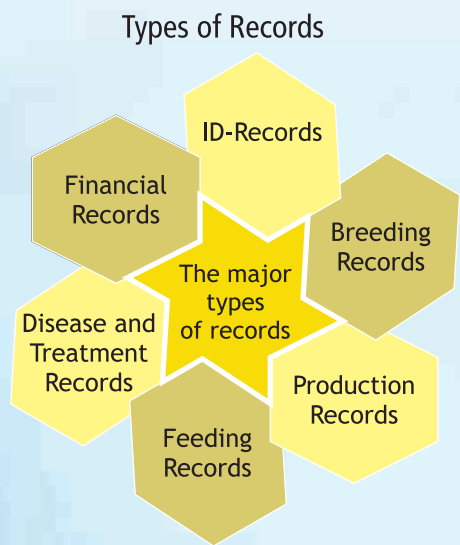 Types of Records
ID-Records
Financial
Records
Breeding
Records
The major
types
of records
Disease and
Treatment
Records
Production
Records
Feeding
Records